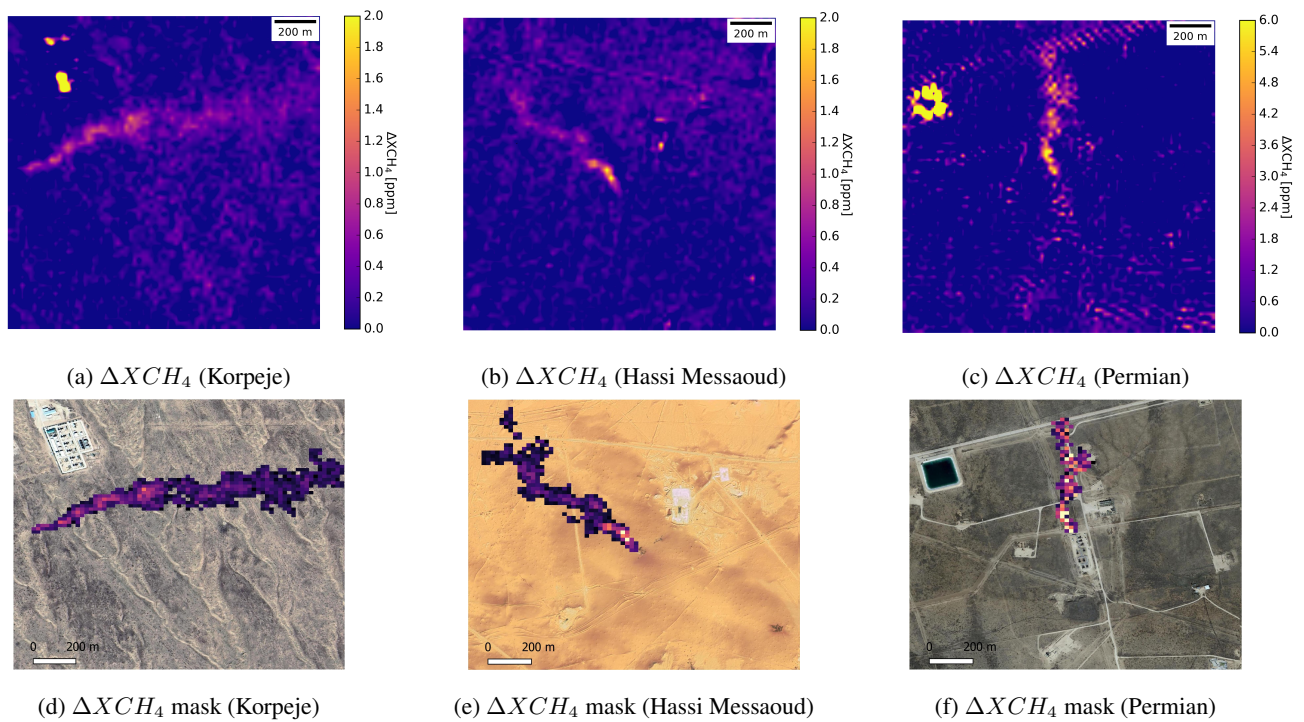 200 m
2.0
1.8
1.6
1.4
1.2
1.0
0.8
0.6
0.4
0.2
0.0
ΔXCH₄ [ppm]
200 m
2.0
1.8
1.6
1.4
1.2
1.0
0.8
0.6
0.4
0.2
0.0
ΔXCH₄ [ppm]
200 m
6.0
5.4
4.8
4.2
3.6
3.0
2.4
1.8
1.2
0.6
0.0
ΔXCH₄ [ppm]
(a) ΔXCH₄ (Korpeje)
(b) ΔXCH₄ (Hassi Messaoud)
(c) ΔXCH₄ (Permian)
0 200 m
0 200 m
0 200 m
(d) ΔXCH₄ mask (Korpeje)
(e) ΔXCH₄ mask (Hassi Messaoud)
(f) ΔXCH₄ mask (Permian)